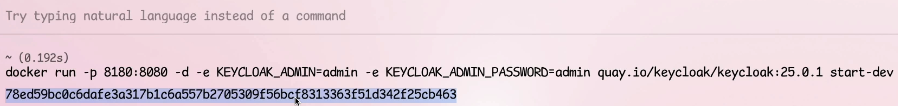 Try typing natural language instead of a command
~ (0.192s)
docker run -p 8180:8080 -d -e KEYCLOAK_ADMIN=admin -e KEYCLOAK_ADMIN_PASSWORD=admin quay.io/keycloak/keycloak:25.0.1 start-dev
78ed59bc0c6dafe3a317b1c6a557b2705309f56bcf8313363f51d342f25cb463